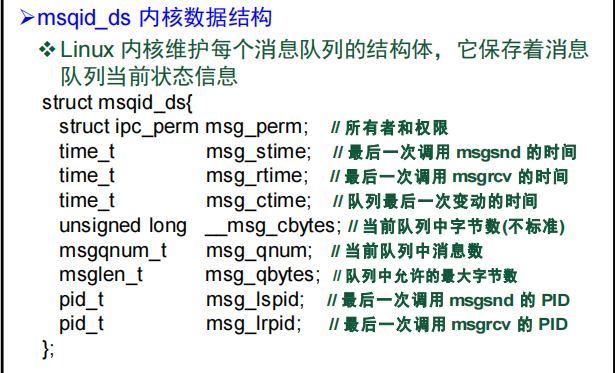 ➢msqid_ds 内核数据结构
❖Linux 内核维护每个消息队列的结构体，它保存着消息
队列当前状态信息
struct msqid_ds{
struct ipc_perm msg_perm; // 所有者和权限
time_t msg_stime; // 最后一次调用 msgsnd 的时间
time_t msg_rtime; // 最后一次调用 msgrcv 的时间
time_t msg_ctime; // 队列最后一次变动的时间
unsigned long __msg_cbytes; // 当前队列中字节数(不标准)
msgqnum_t msg_qnum; // 当前队列中消息数
msglen_t msg_qbytes; // 队列中允许的最大字节数
pid_t msg_lspid; // 最后一次调用 msgsnd 的 PID
pid_t msg_lrpid; // 最后一次调用 msgrcv 的 PID
};